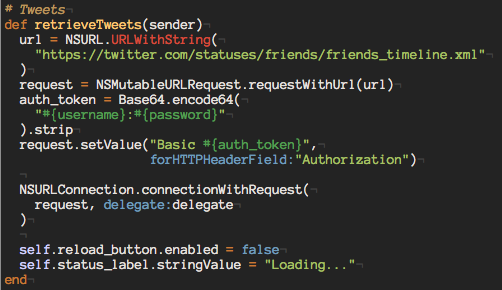 # Tweets
def retrieveTweets(sender)
  url = NSURL.URLWithString(
    "https://twitter.com/statuses/friends/friends_timeline.xml"
  )
  request = NSMutableURLRequest.requestWithUrl(url)
  auth_token = Base64.encode64(
    "#{username}:#{password}"
  ).strip
  request.setValue("Basic #{auth_token}",
                   forHTTPHeaderField:"Authorization")

  NSURLConnection.connectionWithRequest(
    request, delegate:delegate
  )

  self.reload_button.enabled = false
  self.status_label.stringValue = "Loading..."
end